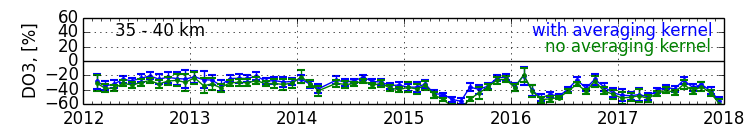 60
40
20
0
−20
−40
−60
DO3, [%]
35 - 40 km
with averaging kernel
no averaging kernel
2012 2013 2014 2015 2016 2017 2018